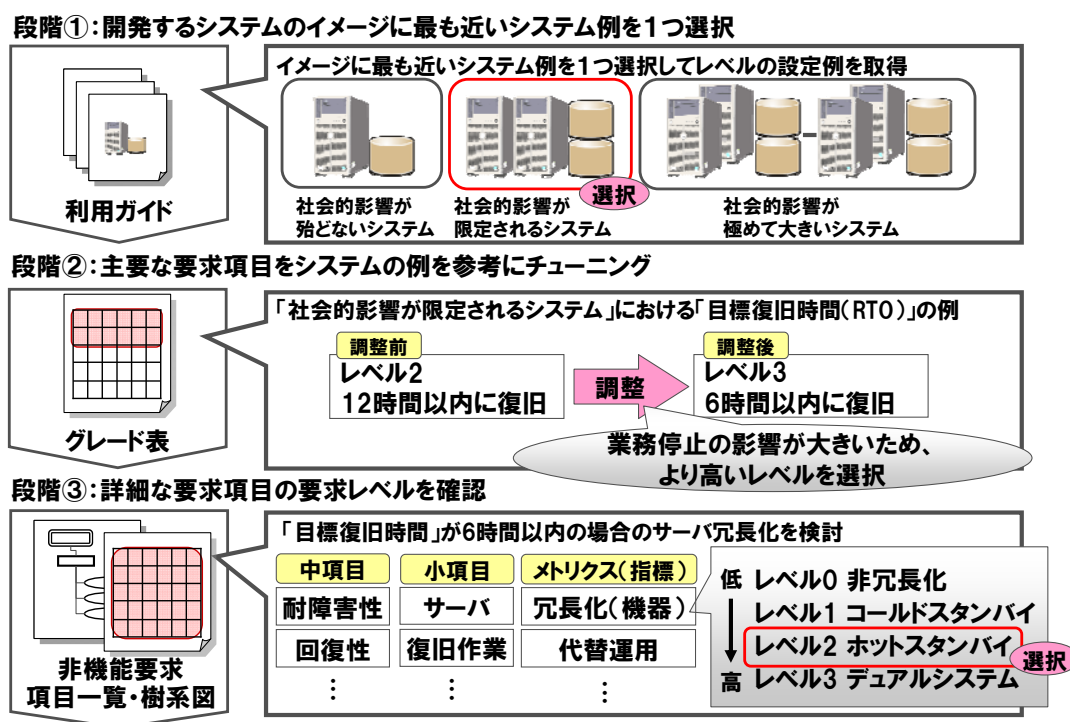 段階①:開発するシステムのイメージに最も近いシステム例を1つ選択
利用ガイド
イメージに最も近いシステム例を1つ選択してレベルの設定例を取得
選択
社会的影響が
殆どないシステム
社会的影響が
限定されるシステム
社会的影響が
極めて大きいシステム
段階②:主要な要求項目をシステムの例を参考にチューニング
グレード表
「社会的影響が限定されるシステム」における「目標復旧時間(RTO)」の例
調整前
レベル2
12時間以内に復旧
調整
調整後
レベル3
6時間以内に復旧
業務停止の影響が大きいため、
より高いレベルを選択
段階③:詳細な要求項目の要求レベルを確認
非機能要求
項目一覧・樹系図
「目標復旧時間」が6時間以内の場合のサーバ冗長化を検討
中項目 小項目 メトリクス(指標)
耐障害性 サーバ 冗長化(機器)
回復性 復旧作業 代替運用
⋮ ⋮ ⋮
低 レベル0 非冗長化
レベル1 コールドスタンバイ
レベル2 ホットスタンバイ
選択
高 レベル3 デュアルシステム